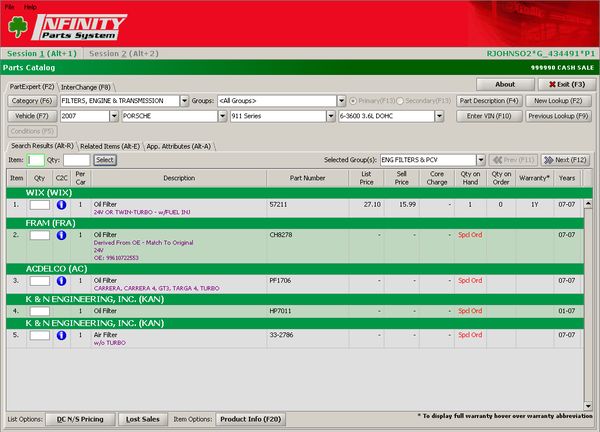 File Help
INFINITY
Parts System
Session 1 (Alt+1) Session 2 (Alt+2) RJOHNSO2*G_434491*P1
Parts Catalog 999990 CASH SALE
PartExpert (F2) InterChange (F8) About Exit (F3)
Category (F6) FILTERS, ENGINE & TRANSMISSION Groups: <All Groups> Primary(F13) Secondary(F13) Part Description (F4) New Lookup (F2)
Vehicle (F7) 2007 PORSCHE 911 Series 6-3600 3.6L DOHC Enter VIN (F10) Previous Lookup (F9)
Conditions (F5)
Search Results (Alt-R) Related Items (Alt-E) App. Attributes (Alt-A)
Item: 1 Qty: Select Selected Group(s): ENG FILTERS & PCV Prev (F11) Next (F12)
Item Qty C2C Per Car Description Part Number List Price Sell Price Core Charge Qty on Hand Qty on Order Warranty* Years
WIX (WIX)
1. 1 Oil Filter 57211 27.10 15.99 - 1 0 1Y 07-07
24V OR TWIN-TURBO - w/FUEL INJ
FRAM (FRA)
2. 1 Oil Filter CH8278 - - - Spcl Ord 07-07
Derived From OE - Match To Original
24V
OE: 99610722553
ACDELCO (AC)
3. 1 Oil Filter PF1706 - - - Spcl Ord 07-07
CARRERA, CARRERA 4, GT3, TARGA 4, TURBO
K & N ENGINEERING, INC. (KAN)
4. 1 Oil Filter HP7011 - - - Spcl Ord 01-07
K & N ENGINEERING, INC. (KAN)
5. 1 Air Filter 33-2786 - - - Spcl Ord 07-07
w/o TURBO
List Options: DC N/S Pricing Lost Sales Item Options: Product Info (F20) * To display full warranty hover over warranty abbreviation